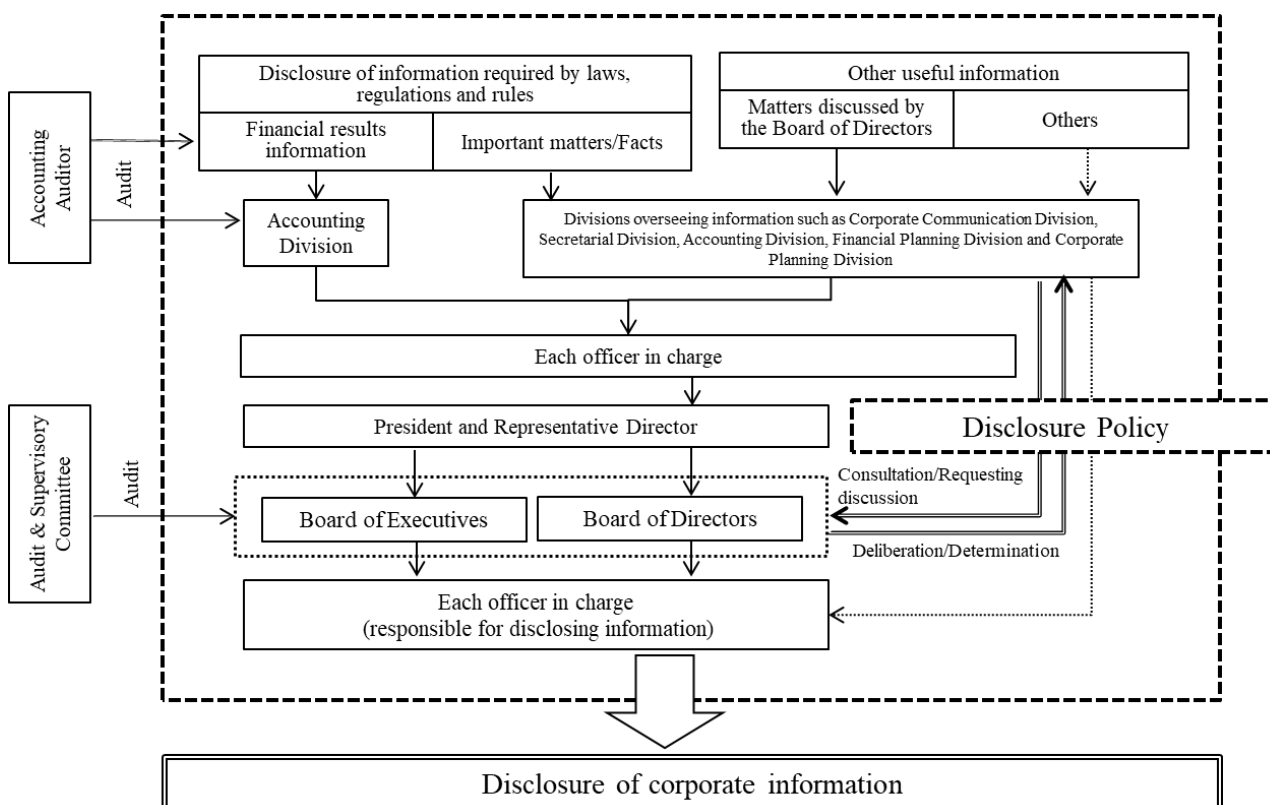 Disclosure of information required by laws,
regulations and rules
Financial results
information
Important matters/Facts
Other useful information
Matters discussed by
the Board of Directors
Others
Accounting
Auditor
Audit
Accounting
Division
Divisions overseeing information such as Corporate Communication Division,
Secretarial Division, Accounting Division, Financial Planning Division and Corporate
Planning Division
Each officer in charge
President and Representative Director
Disclosure Policy
Audit & Supervisory
Committee
Audit
Consultation/Requesting
discussion
Board of Executives
Board of Directors
Deliberation/Determination
Each officer in charge
(responsible for disclosing information)
Disclosure of corporate information